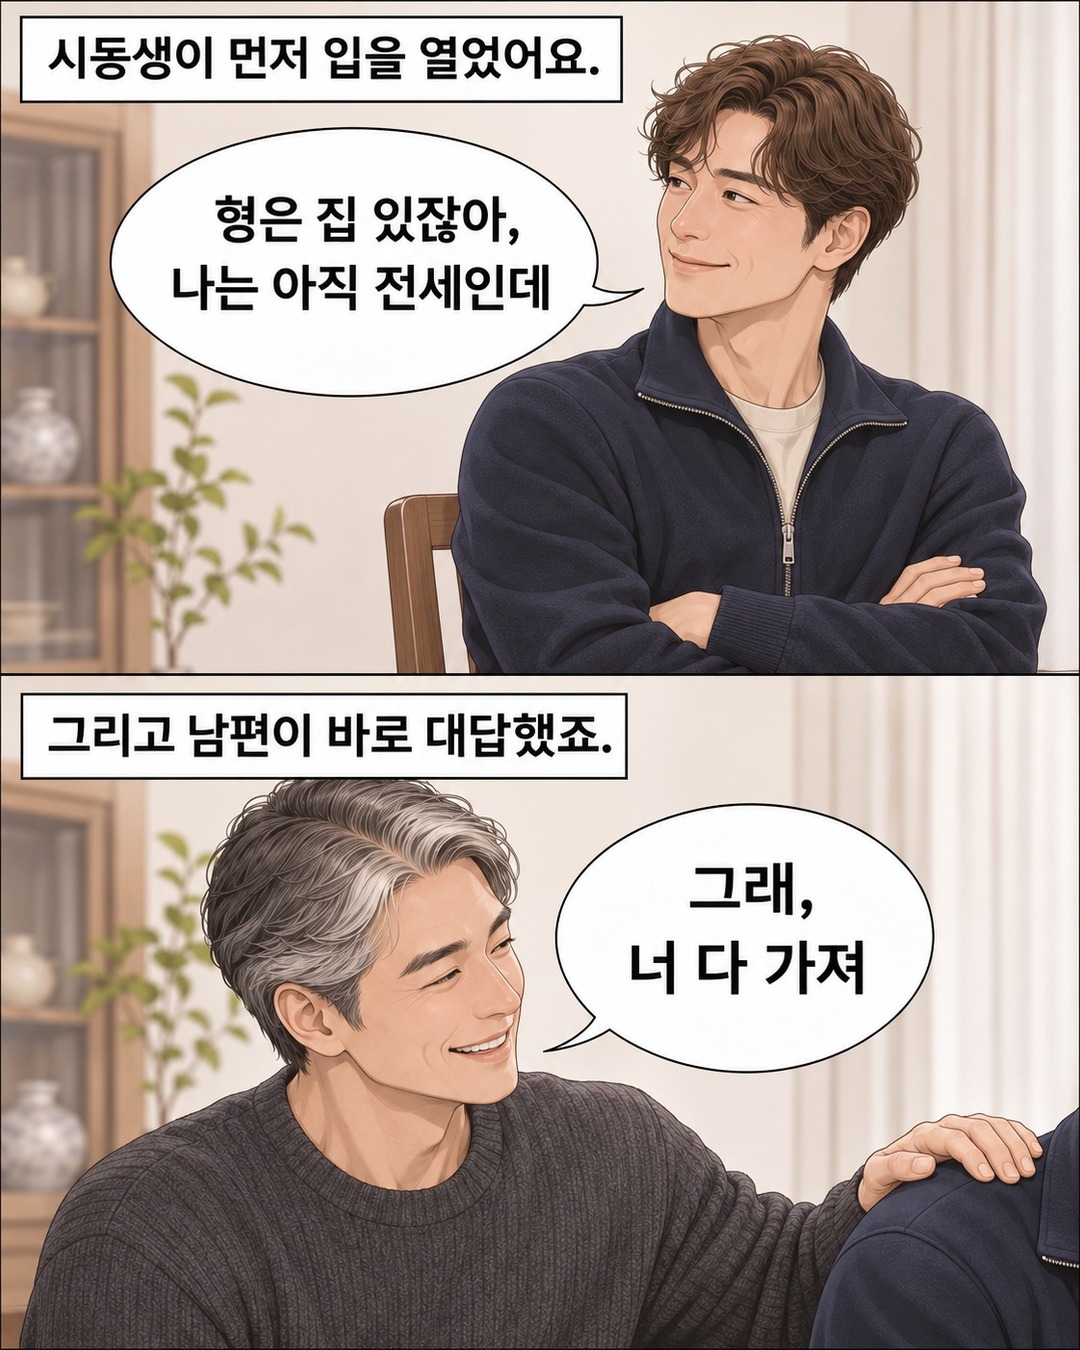 시동생이 먼저 입을 열었어요.
형은 집 있잖아,
나는 아직 전세인데
그리고 남편이 바로 대답했죠.
그래,
너 다 가져